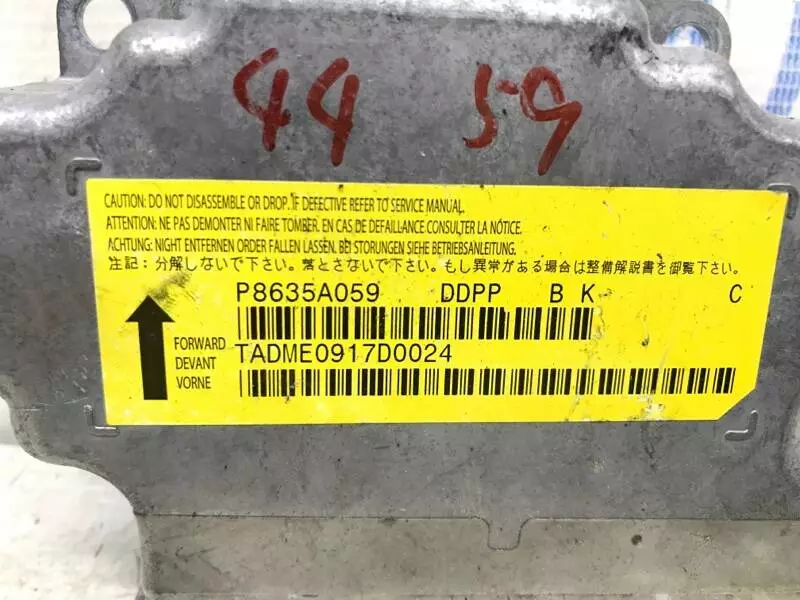 44 59
CAUTION: DO NOT DISASSEMBLE OR DROP. IF DEFECTIVE REFER TO SERVICE MANUAL.
ATTENTION: NE PAS DEMONTER NI FAIRE TOMBER. EN CAS DE DEFAILLANCE CONSULTER LA NÓTICE.
ACHTUNG: NIGHT ENTFERNEN ORDER FALLEN LASSEN. BEI STORUNGEN SIEHE BETRIEBSANLEITUNG.
注記: 分解しないで下さい。落とさないで下さい。もし異常がある場合は整備解説書を御覧下さい。
P8635A059 DDPP B K C
FORWARD
TADME0917D0024
DEVANT
VORNE